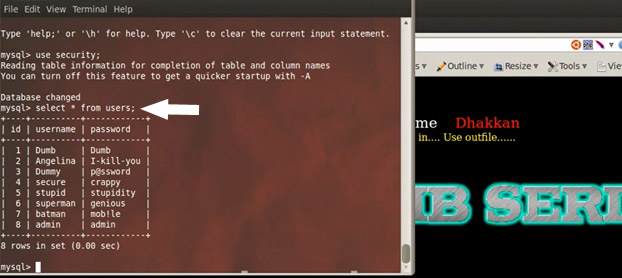 File Edit View Terminal Help
Type 'help;' or '\h' for help. Type '\c' to clear the current input statement.
mysql> use security;
Reading table information for completion of table and column names
You can turn off this feature to get a quicker startup with -A
Database changed
mysql> select * from users;
+----+----------+------------+
| id | username | password |
+----+----------+------------+
| 1 | Dumb | Dumb |
| 2 | Angelina | I-kill-you |
| 3 | Dummy | p@ssword |
| 4 | secure | crappy |
| 5 | stupid | stupidity |
| 6 | superman | genious |
| 7 | batman | mob!le |
| 8 | admin | admin |
+----+----------+------------+
8 rows in set (0.00 sec)
mysql>
Outline Resize Tools
me Dhakkan
in.... Use outfile......